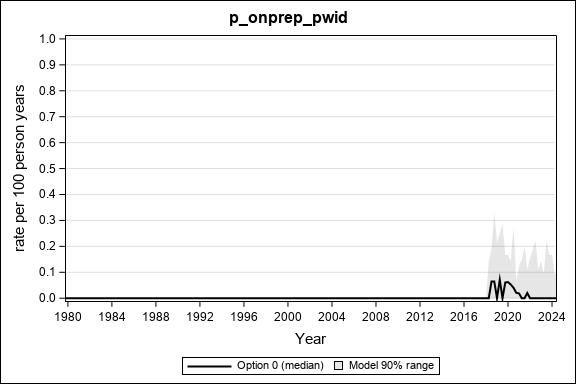 p_onprep_pwid
rate per 100 person years
1.0
0.9
0.8
0.7
0.6
0.5
0.4
0.3
0.2
0.1
0.0
1980 1984 1988 1992 1996 2000 2004 2008 2012 2016 2020 2024
Year
Option 0 (median) Model 90% range